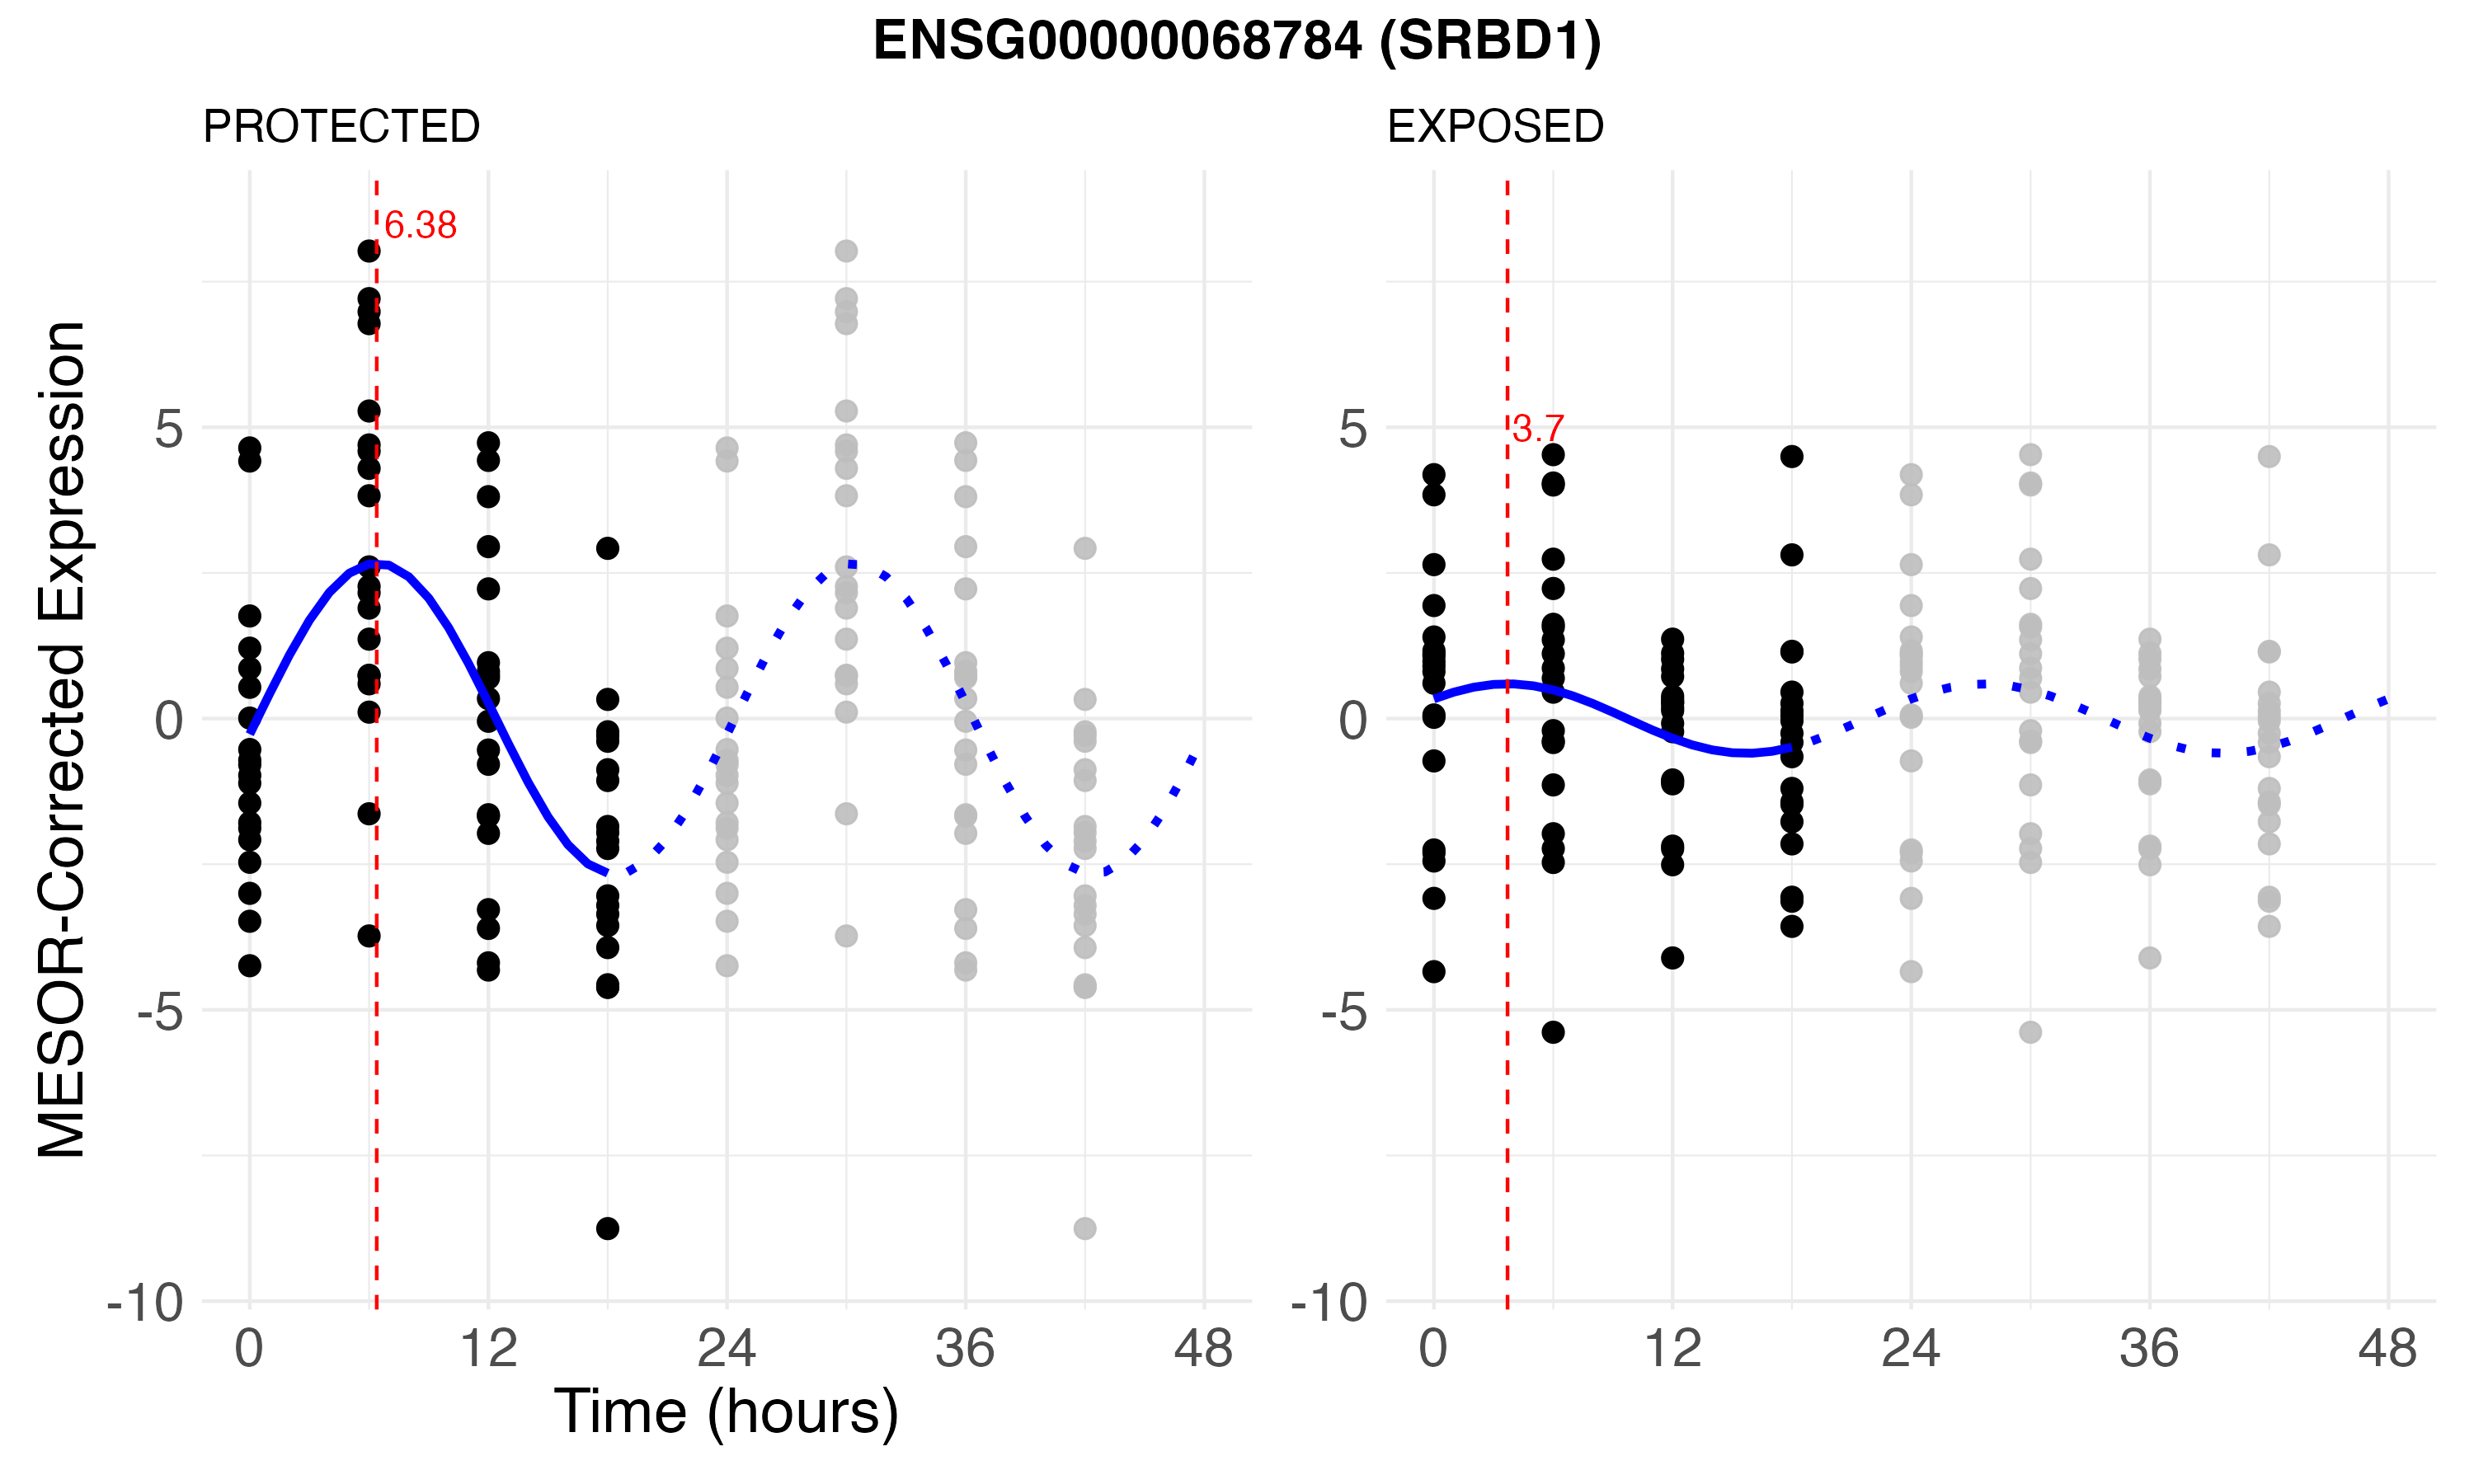 ENSG00000068784 (SRBD1)
PROTECTED
EXPOSED
6.38
3.7
MESOR-Corrected Expression
5
0
-5
-10
5
0
-5
-10
0 12 24 36 48
0 12 24 36 48
Time (hours)